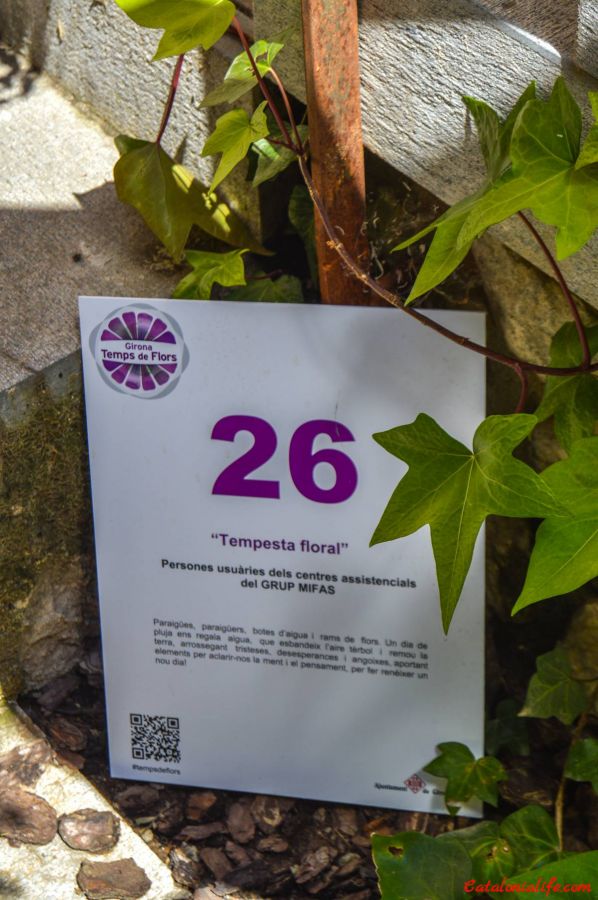 Girona
Temps de Flors
26
“Tempesta floral”
Persones usuàries dels centres assistencials
del GRUP MIFAS
Paraigües, paraigüers, botes d'aigua i rams de flors. Un dia de
pluja ens regala aigua, que esbandeix l'aire tèrbol i remou la
terra, arrossegant tristeses, desesperances i angoixes, aportant
elements per aclarir-nos la ment i el pensament, per fer renéixer un
nou dia!
#tempsdeflors
Ajuntament de
Catalonialife.com